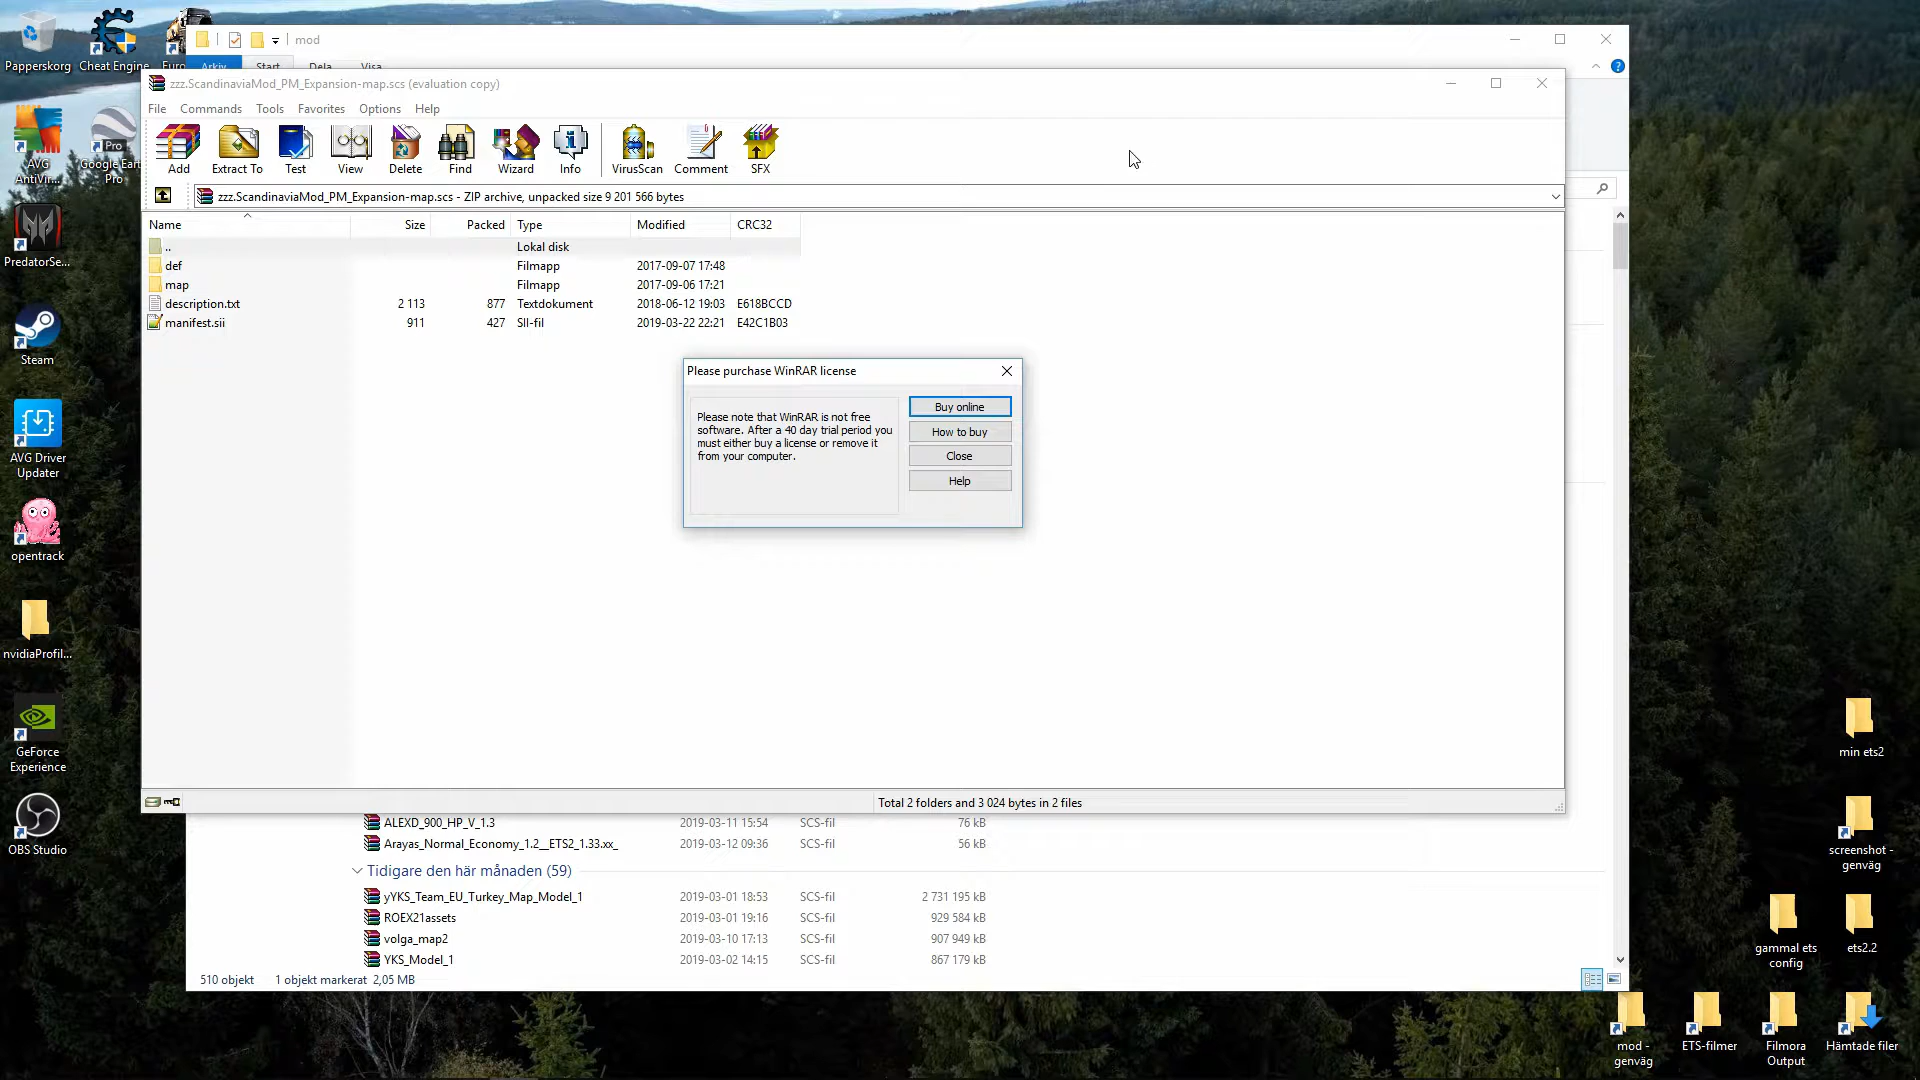 mod
Arkiv
Start
Dela
Visa
zzz.ScandinaviaMod_PM_Expansion-map.scs (evaluation copy)
File
Commands
Tools
Favorites
Options
Help
Add
Extract To
Test
View
Delete
Find
Wizard
Info
VirusScan
Comment
SFX
zzz.ScandinaviaMod_PM_Expansion-map.scs - ZIP archive, unpacked size 9 201 566 bytes
Name Size Packed Type Modified CRC32
.. Lokal disk
def Filmapp 2017-09-07 17:48
map Filmapp 2017-09-06 17:21
description.txt 2 113 877 Textdokument 2018-06-12 19:03 E618BCCD
manifest.sii 911 427 SII-fil 2019-03-22 22:21 E42C1B03
Please purchase WinRAR license
Please note that WinRAR is not free
software. After a 40 day trial period you
must either buy a license or remove it
from your computer.
Buy online
How to buy
Close
Help
Total 2 folders and 3 024 bytes in 2 files
ALEXD_900_HP_V_1.3 2019-03-11 15:54 SCS-fil 76 kB
Arayas_Normal_Economy_1.2__ETS2_1.33.xx_ 2019-03-12 09:36 SCS-fil 56 kB
Tidigare den här månaden (59)
yYKS_Team_EU_Turkey_Map_Model_1 2019-03-01 18:53 SCS-fil 2 731 195 kB
ROEX21assets 2019-03-01 19:16 SCS-fil 929 584 kB
volga_map2 2019-03-10 17:13 SCS-fil 907 949 kB
YKS_Model_1 2019-03-02 14:15 SCS-fil 867 179 kB
510 objekt 1 objekt markerat 2,05 MB
Papperskorg
Cheat Engine
Euro
AVG
AntiVir...
Pro
Google Eart
Pro
PredatorSe...
Steam
AVG Driver
Updater
opentrack
nvidiaProfil...
GeForce
Experience
OBS Studio
min ets2
screenshot -
genväg
gammal ets
config
ets2.2
mod -
genväg
ETS-filmer
Filmora
Output
Hämtade filer